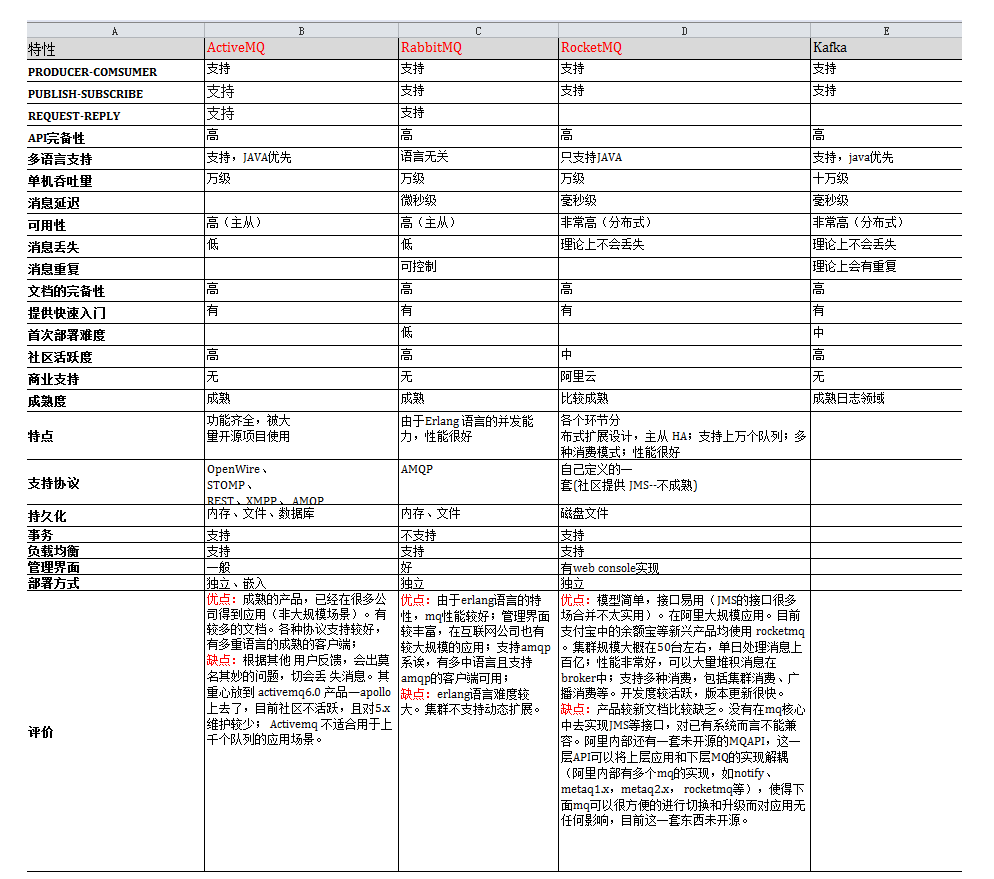 A B C D E
特性 ActiveMQ RabbitMQ RocketMQ Kafka
PRODUCER-COMSUMER 支持 支持 支持 支持
PUBLISH-SUBSCRIBE 支持 支持 支持 支持
REQUEST-REPLY 支持 支持
API完备性 高 高 高 高
多语言支持 支持，JAVA优先 语言无关 只支持JAVA 支持，java优先
单机吞吐量 万级 万级 万级 十万级
消息延迟 微秒级 毫秒级 毫秒级
可用性 高（主从） 高（主从） 非常高（分布式） 非常高（分布式）
消息丢失 低 低 理论上不会丢失 理论上不会丢失
消息重复 可控制 理论上会有重复
文档的完备性 高 高 高 高
提供快速入门 有 有 有 有
首次部署难度 低 中
社区活跃度 高 高 中 高
商业支持 无 无 阿里云 无
成熟度 成熟 成熟 比较成熟 成熟日志领域
特点
功能齐全，被大
量开源项目使用
由于Erlang 语言的并发能
力，性能很好
各个环节分
布式扩展设计，主从 HA；支持上万个队列；多
种消费模式；性能很好
支持协议
OpenWire、
STOMP、
REST、XMPP、 AMQP
AMQP
自己定义的一
套(社区提供 JMS--不成熟)
持久化 内存、文件、数据库 内存、文件 磁盘文件
事务 支持 不支持 支持
负载均衡 支持 支持 支持
管理界面 一般 好 有web console实现
部署方式 独立、嵌入 独立 独立
评价
优点：成熟的产品，已经在很多公
司得到应用（非大规模场景）。有
较多的文档。各种协议支持较好，
有多重语言的成熟的客户端；
缺点：根据其他 用户反馈，会出莫
名其妙的问题，切会丢 失消息。其
重心放到 activemq6.0 产品—apollo
上去了，目前社区不活跃，且对5.x
维护较少； Activemq 不适合用于上
千个队列的应用场景。
优点：由于erlang语言的特
性，mq性能较好；管理界面
较丰富，在互联网公司也有
较大规模的应用；支持amqp
系诶，有多中语言且支持
amqp的客户端可用；
缺点：erlang语言难度较
大。集群不支持动态扩展。
优点：模型简单，接口易用（JMS的接口很多
场合并不太实用）。在阿里大规模应用。目前
支付宝中的余额宝等新兴产品均使用 rocketmq
。集群规模大概在50台左右，单日处理消息上
百亿；性能非常好，可以大量堆积消息在
broker中；支持多种消费，包括集群消费、广
播消费等。开发度较活跃，版本更新很快。
缺点：产品较新文档比较缺乏。没有在mq核心
中去实现JMS等接口，对已有系统而言不能兼
容。阿里内部还有一套未开源的MQAPI，这一
层API可以将上层应用和下层MQ的实现解耦
（阿里内部有多个mq的实现，如notify、
metaq1.x，metaq2.x， rocketmq等），使得下
面mq可以很方便的进行切换和升级而对应用无
任何影响，目前这一套东西未开源。